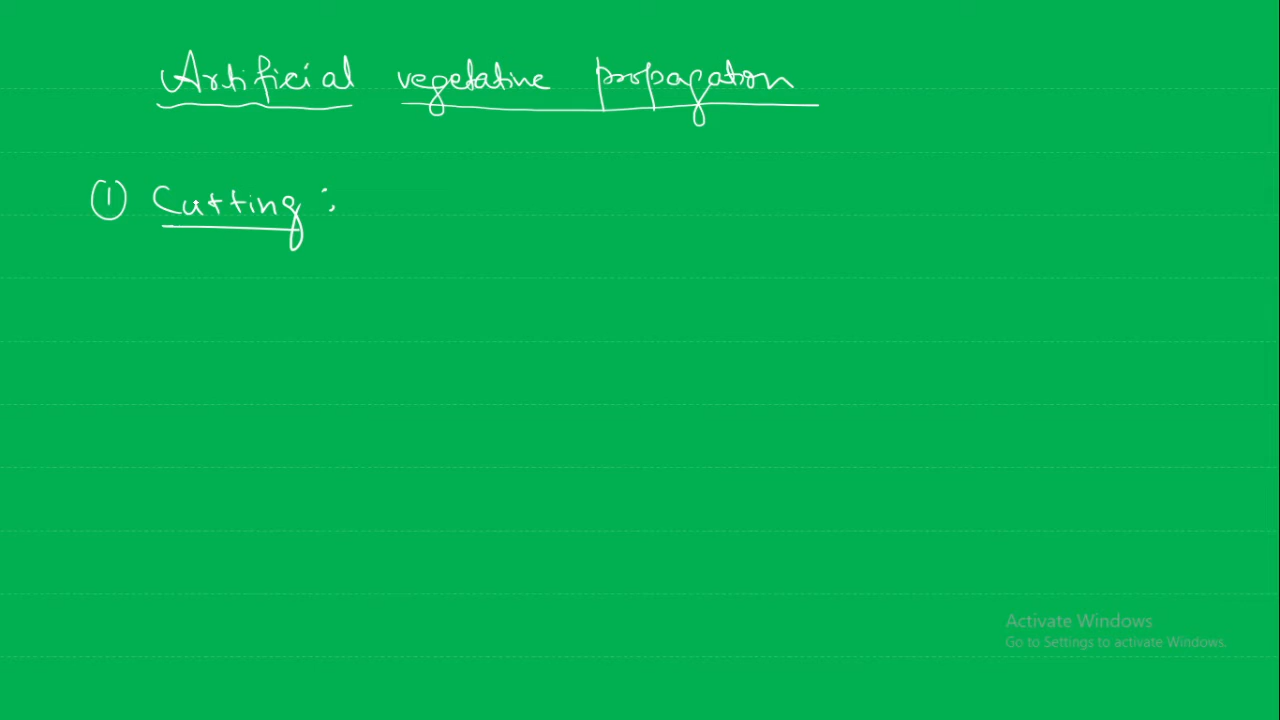 Artificial vegetative propagation
① Cutting :
Activate Windows
Go to Settings to activate Windows.